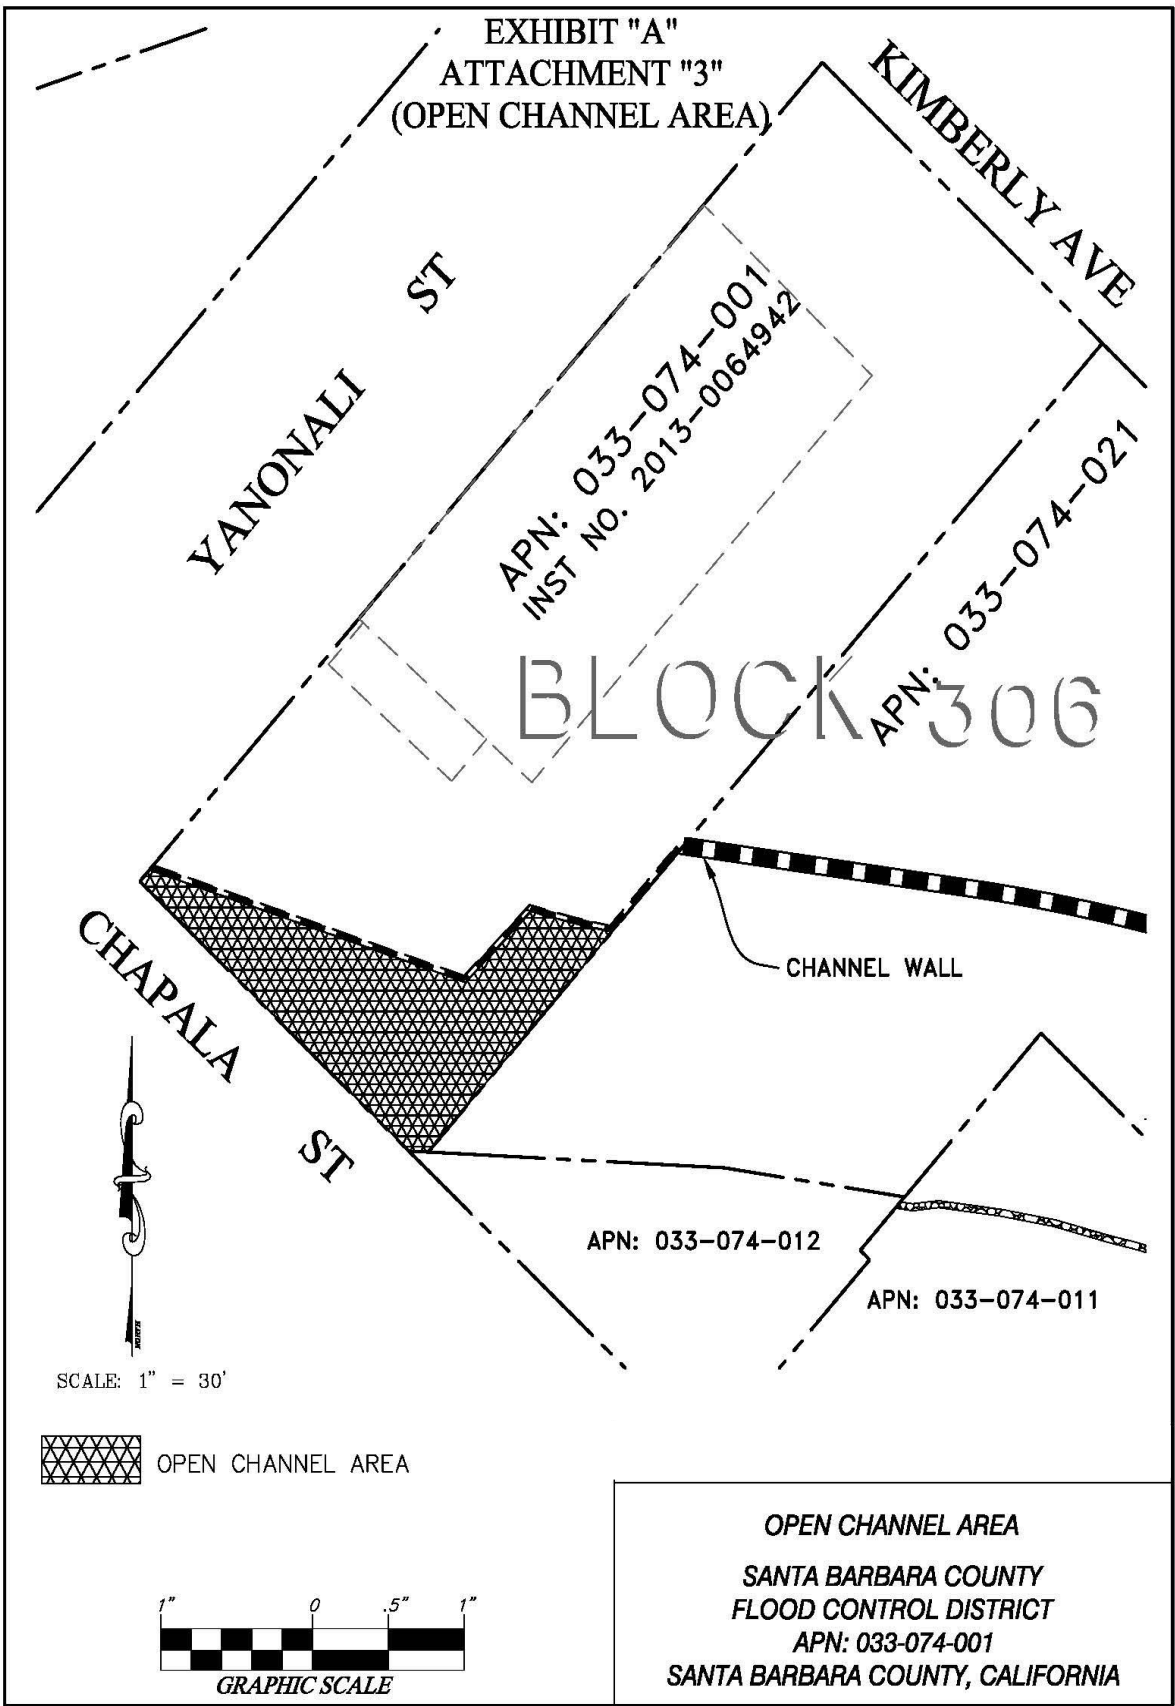 EXHIBIT "A"
ATTACHMENT "3"
(OPEN CHANNEL AREA)
KIMBERLY AVE
YANONALI ST
APN: 033-074-001
INST NO. 2013-0064942
APN: 033-074-021
BLOCK 306
CHANNEL WALL
CHAPALA ST
APN: 033-074-012
APN: 033-074-011
NORTH
SCALE: 1" = 30'
OPEN CHANNEL AREA
1" 0 .5" 1"
GRAPHIC SCALE
OPEN CHANNEL AREA
SANTA BARBARA COUNTY
FLOOD CONTROL DISTRICT
APN: 033-074-001
SANTA BARBARA COUNTY, CALIFORNIA